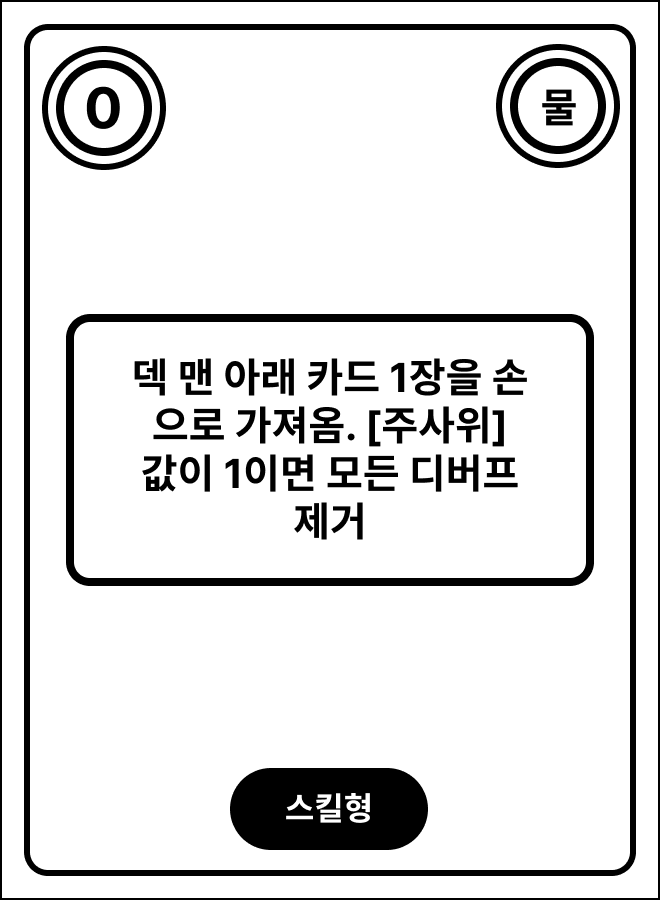 0
물
덱 맨 아래 카드 1장을 손
으로 가져옴. [주사위]
값이 1이면 모든 디버프
제거
스킬형